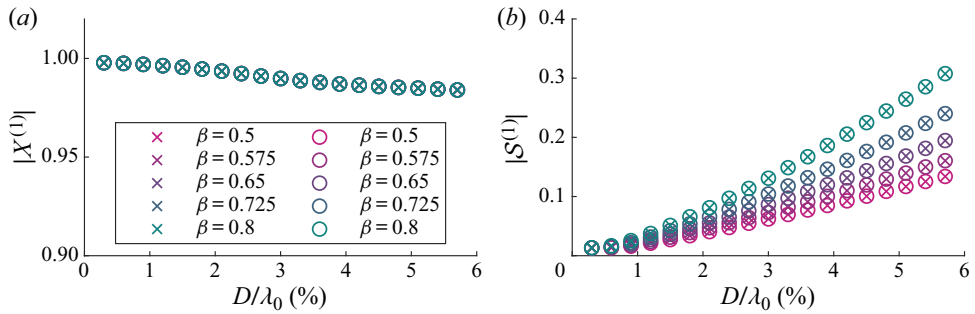 (a)
1.00
0.95
0.90
|X⁽¹⁾|
× β = 0.5 ○ β = 0.5
× β = 0.575 ○ β = 0.575
× β = 0.65 ○ β = 0.65
× β = 0.725 ○ β = 0.725
× β = 0.8 ○ β = 0.8
0 1 2 3 4 5 6
D/λ₀ (%)
(b)
0.4
0.3
0.2
0.1
|𝒮⁽¹⁾|
0 1 2 3 4 5 6
D/λ₀ (%)